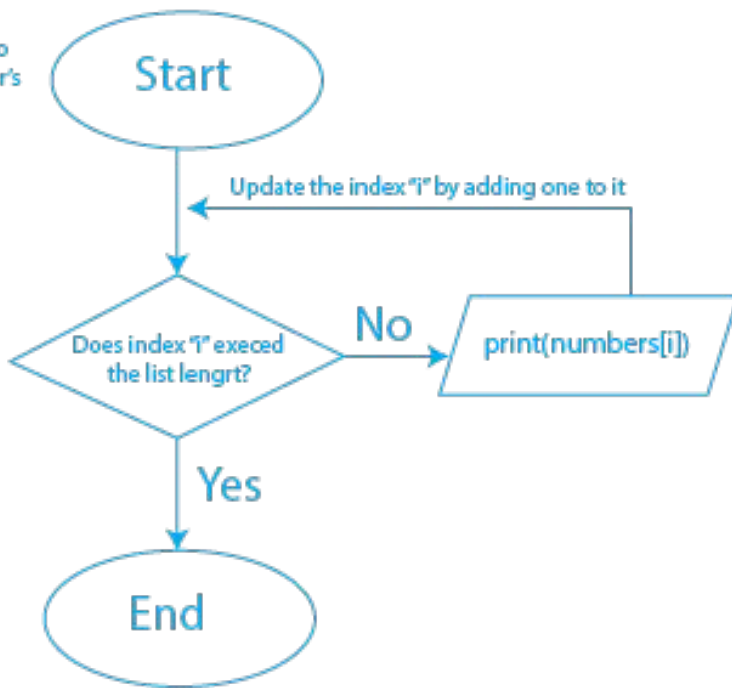 r's
Start
Update the index "i" by adding one to it
Does index "i" execed
the list lengrt?
No
print(numbers[i])
Yes
End